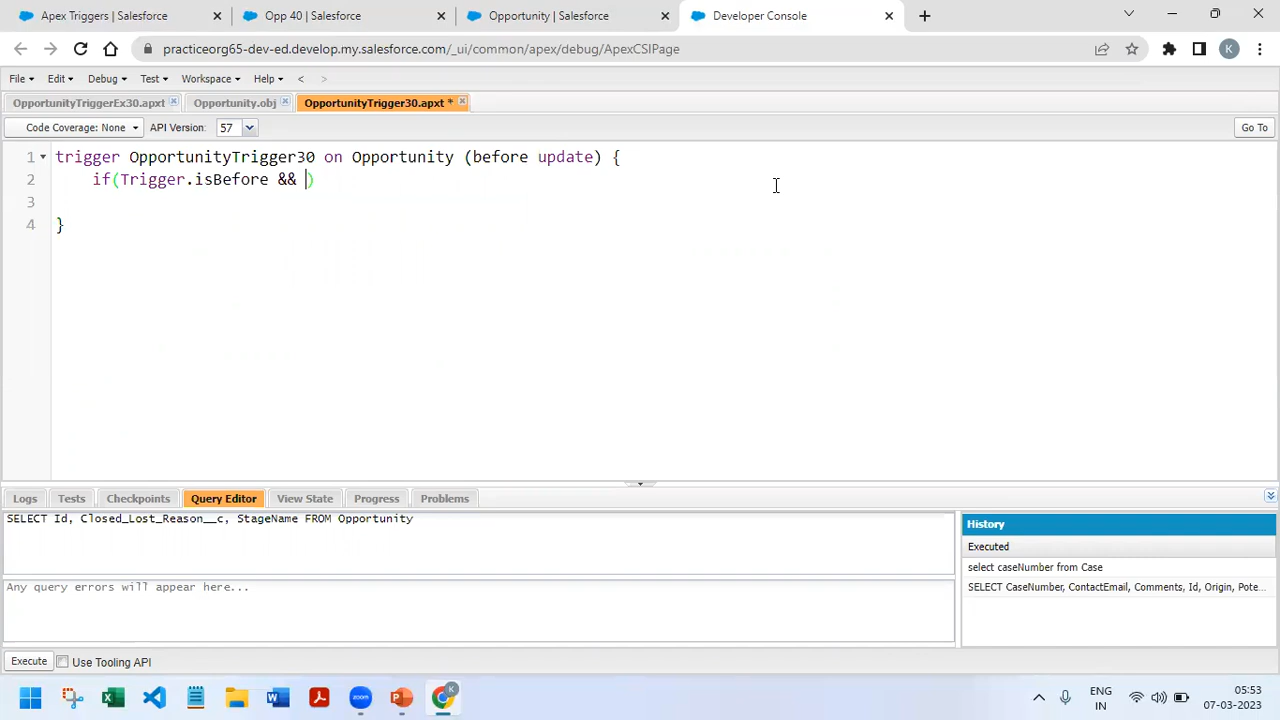 Apex Triggers | Salesforce
Opp 40 | Salesforce
Opportunity | Salesforce
Developer Console
practiceorg65-dev-ed.develop.my.salesforce.com/_ui/common/apex/debug/ApexCSIPage
K
File
Edit
Debug
Test
Workspace
Help
<
>
OpportunityTriggerEx30.apxt
Opportunity.obj
OpportunityTrigger30.apxt *
Code Coverage: None
API Version:
57
Go To
1 trigger OpportunityTrigger30 on Opportunity (before update) {
2 if(Trigger.isBefore && )
3
4 }
Logs
Tests
Checkpoints
Query Editor
View State
Progress
Problems
SELECT Id, Closed_Lost_Reason__c, StageName FROM Opportunity
Any query errors will appear here...
History
Executed
select caseNumber from Case
SELECT CaseNumber, ContactEmail, Comments, Id, Origin, Pote...
Execute
Use Tooling API
zoom
K
ENG
IN
05:53
07-03-2023